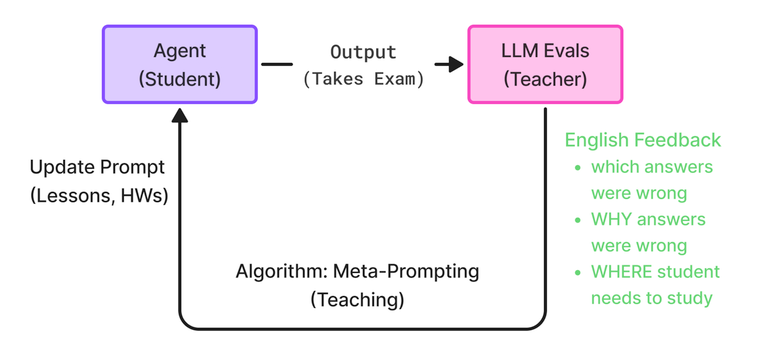 Agent
(Student)
Output
(Takes Exam)
LLM Evals
(Teacher)
English Feedback
• which answers
were wrong
• WHY answers
were wrong
• WHERE student
needs to study
Update Prompt
(Lessons, HWs)
Algorithm: Meta-Prompting
(Teaching)